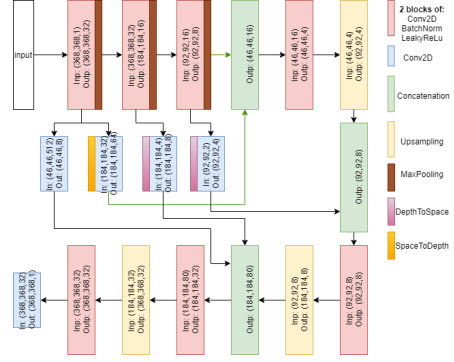 input
Inp: (368,368,1)
Outp: (368,368,32)
Inp: (368,368,32)
Outp: (184,184,16)
Inp: (92,92,16)
Outp: (92,92,8)
Outp: (46,46,16)
Inp: (46,46,16)
Outp: (46,46,4)
Inp: (46,46,4)
Outp: (92,92,4)
In: (46,46,512)
Out: (46,46,8)
In: (184,184,32)
Out: (184,184,64)
In: (184,184,4)
Out: (184,184,8)
In: (92,92,2)
Out: (92,92,4)
Outp: (92,92,8)
In: (368,368,32)
Out: (368,368,1)
Inp: (368,368,32)
Outp: (368,368,32)
Inp: (184,184,32)
Outp: (368,368,32)
Inp: (184,184,80)
Outp: (184,184,32)
Outp: (184,184,80)
Inp: (92,92,8)
Outp: (184,184,8)
Inp: (92,92,8)
Outp: (92,92,8)
2 blocks of:
Conv2D
BatchNorm
LeakyReLu
Conv2D
Concatenation
Upsampling
MaxPooling
DepthToSpace
SpaceToDepth